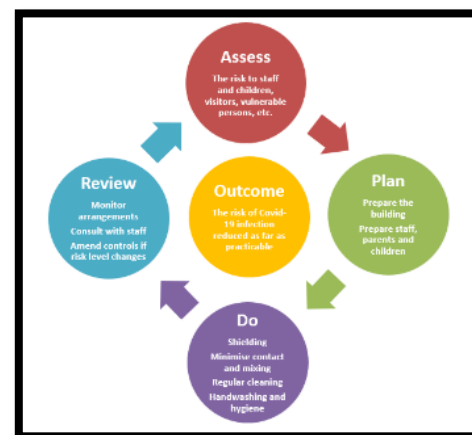 Assess
The risk to staff
and children,
visitors, vulnerable
persons, etc.
Plan
Prepare the
building
Prepare staff,
parents and
children
Do
Shielding
Minimise contact
and mixing
Regular cleaning
Handwashing and
hygiene
Review
Monitor
arrangements
Consult with staff
Amend controls if
risk level changes
Outcome
The risk of Covid-
19 infection
reduced as far as
practicable